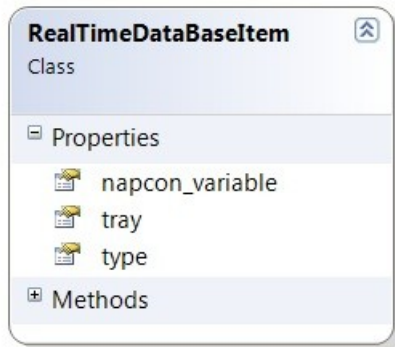 RealTimeDataBaseItem
Class
Properties
napcon_variable
tray
type
Methods